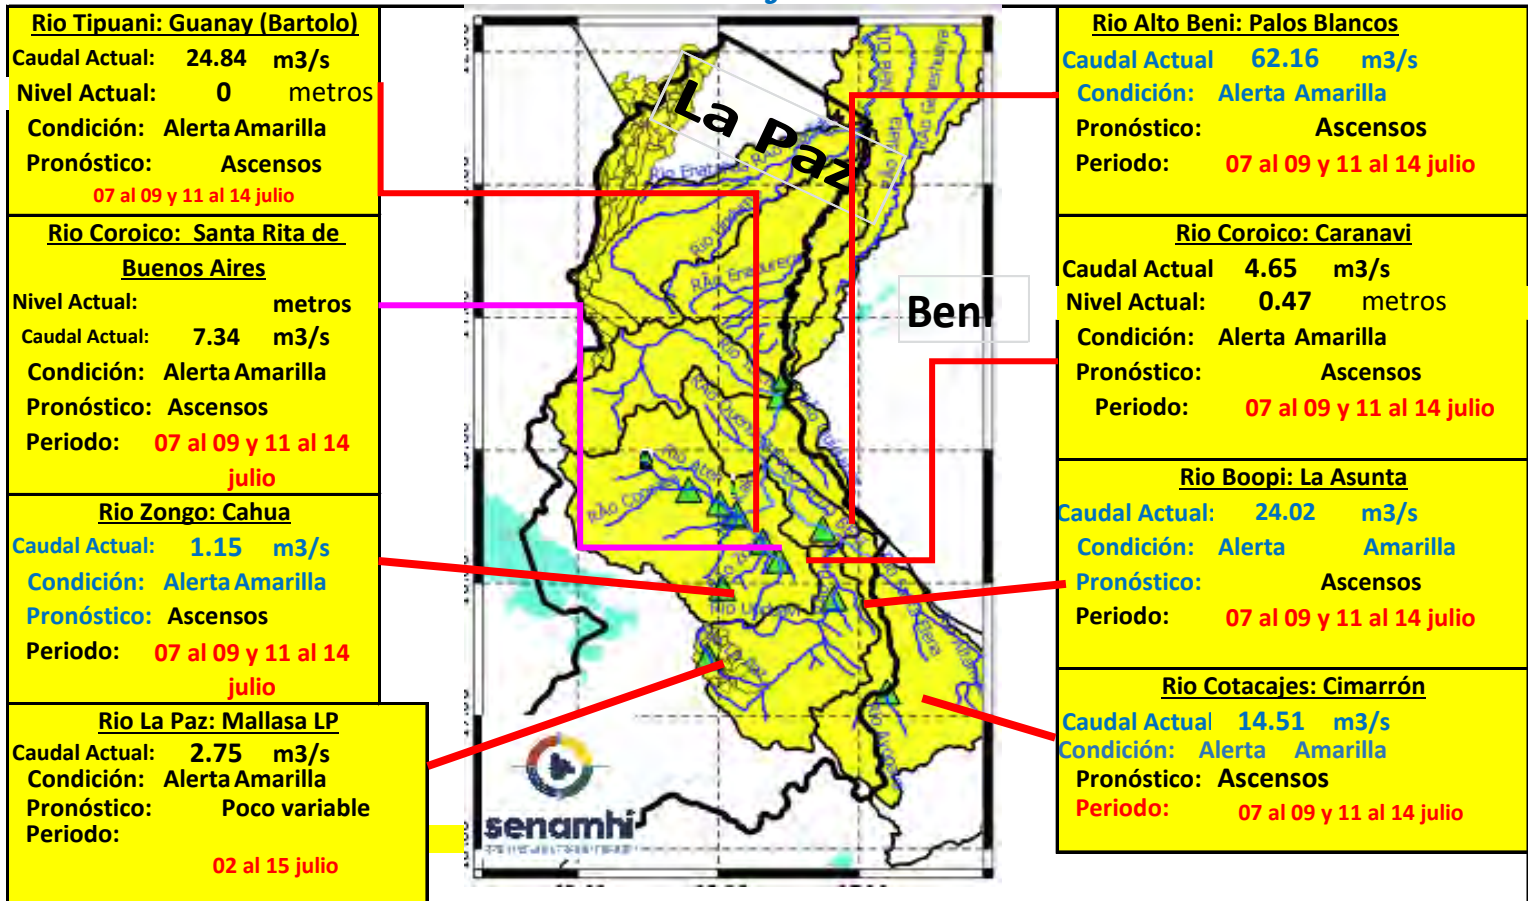 Rio Tipuani: Guanay (Bartolo)
Caudal Actual: 24.84 m3/s
Nivel Actual: 0 metros
Condición: Alerta Amarilla
Pronóstico: Ascensos
07 al 09 y 11 al 14 julio
Rio Coroico: Santa Rita de
Buenos Aires
Nivel Actual: metros
Caudal Actual: 7.34 m3/s
Condición: Alerta Amarilla
Pronóstico: Ascensos
Periodo: 07 al 09 y 11 al 14
julio
Rio Zongo: Cahua
Caudal Actual: 1.15 m3/s
Condición: Alerta Amarilla
Pronóstico: Ascensos
Periodo: 07 al 09 y 11 al 14
julio
Rio La Paz: Mallasa LP
Caudal Actual: 2.75 m3/s
Condición: Alerta Amarilla
Pronóstico: Poco variable
Periodo:
02 al 15 julio
La Paz
Beni
senamhi
Rio Alto Beni: Palos Blancos
Caudal Actual 62.16 m3/s
Condición: Alerta Amarilla
Pronóstico: Ascensos
Periodo: 07 al 09 y 11 al 14 julio
Rio Coroico: Caranavi
Caudal Actual 4.65 m3/s
Nivel Actual: 0.47 metros
Condición: Alerta Amarilla
Pronóstico: Ascensos
Periodo: 07 al 09 y 11 al 14 julio
Rio Boopi: La Asunta
Caudal Actual: 24.02 m3/s
Condición: Alerta Amarilla
Pronóstico: Ascensos
Periodo: 07 al 09 y 11 al 14 julio
Rio Cotacajes: Cimarrón
Caudal Actual 14.51 m3/s
Condición: Alerta Amarilla
Pronóstico: Ascensos
Periodo: 07 al 09 y 11 al 14 julio